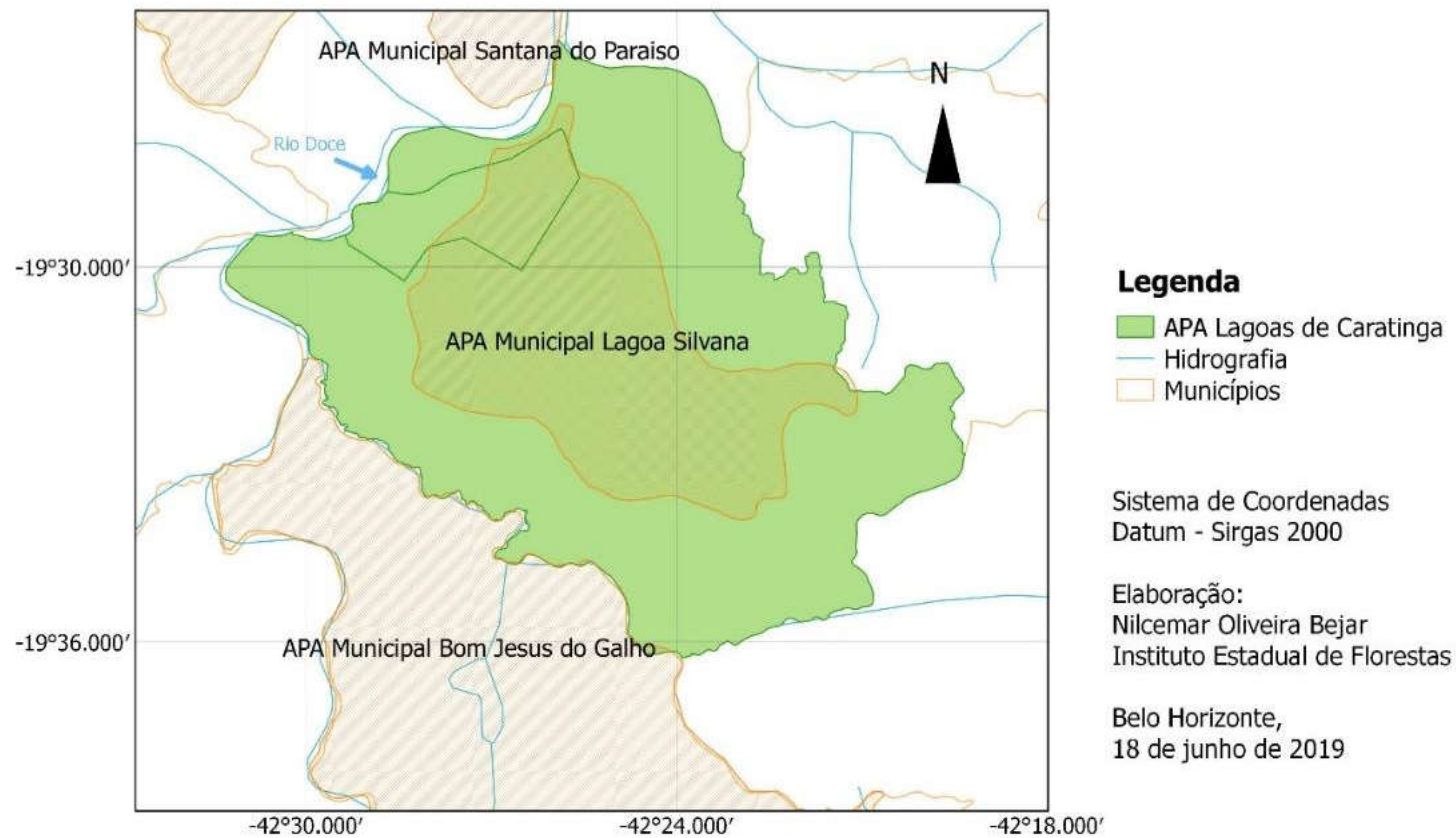 APA Municipal Santana do Paraiso
N
Rio Doce
-19°30.000'
APA Municipal Lagoa Silvana
-19°36.000'
APA Municipal Bom Jesus do Galho
-42°30.000'
-42°24.000'
-42°18.000'
Legenda
APA Lagoas de Caratinga
Hidrografia
Municípios
Sistema de Coordenadas
Datum - Sirgas 2000
Elaboração:
Nilcemar Oliveira Bejar
Instituto Estadual de Florestas
Belo Horizonte,
18 de junho de 2019